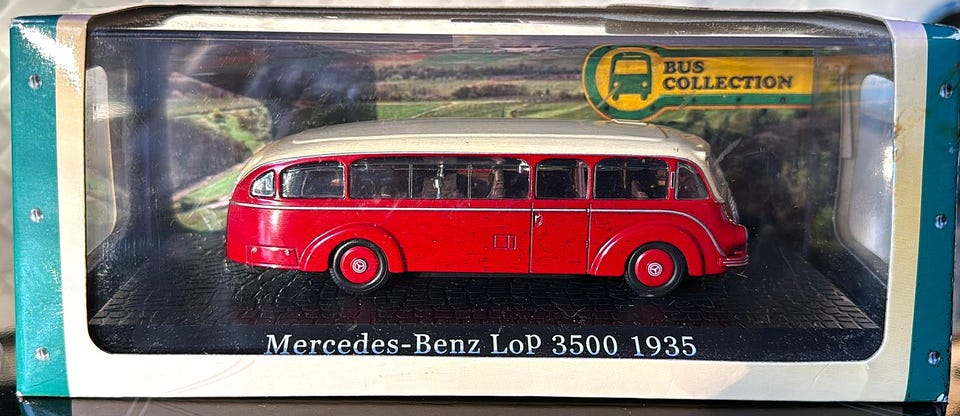 BUS
COLLECTION
Mercedes-Benz LoP 3500 1935